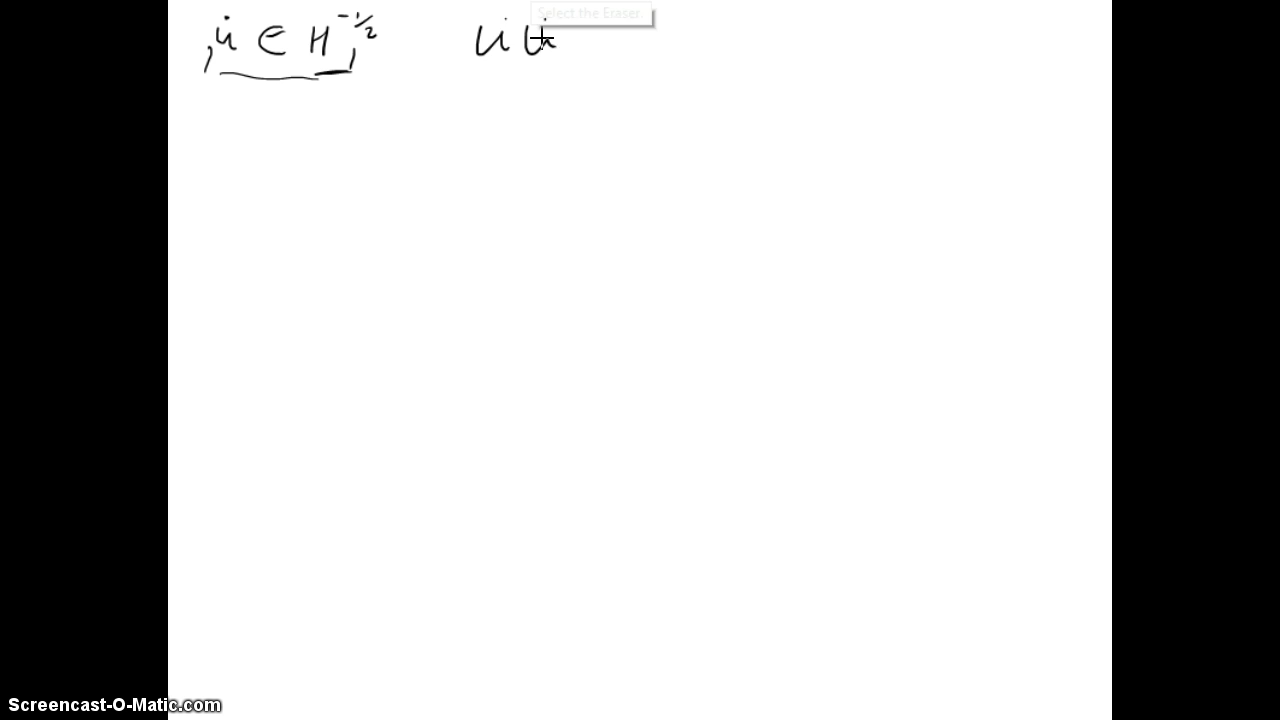 Select the Eraser.
, u̇ ∈ H^{-1/2}, u̇ u̇
Screencast-O-Matic.com